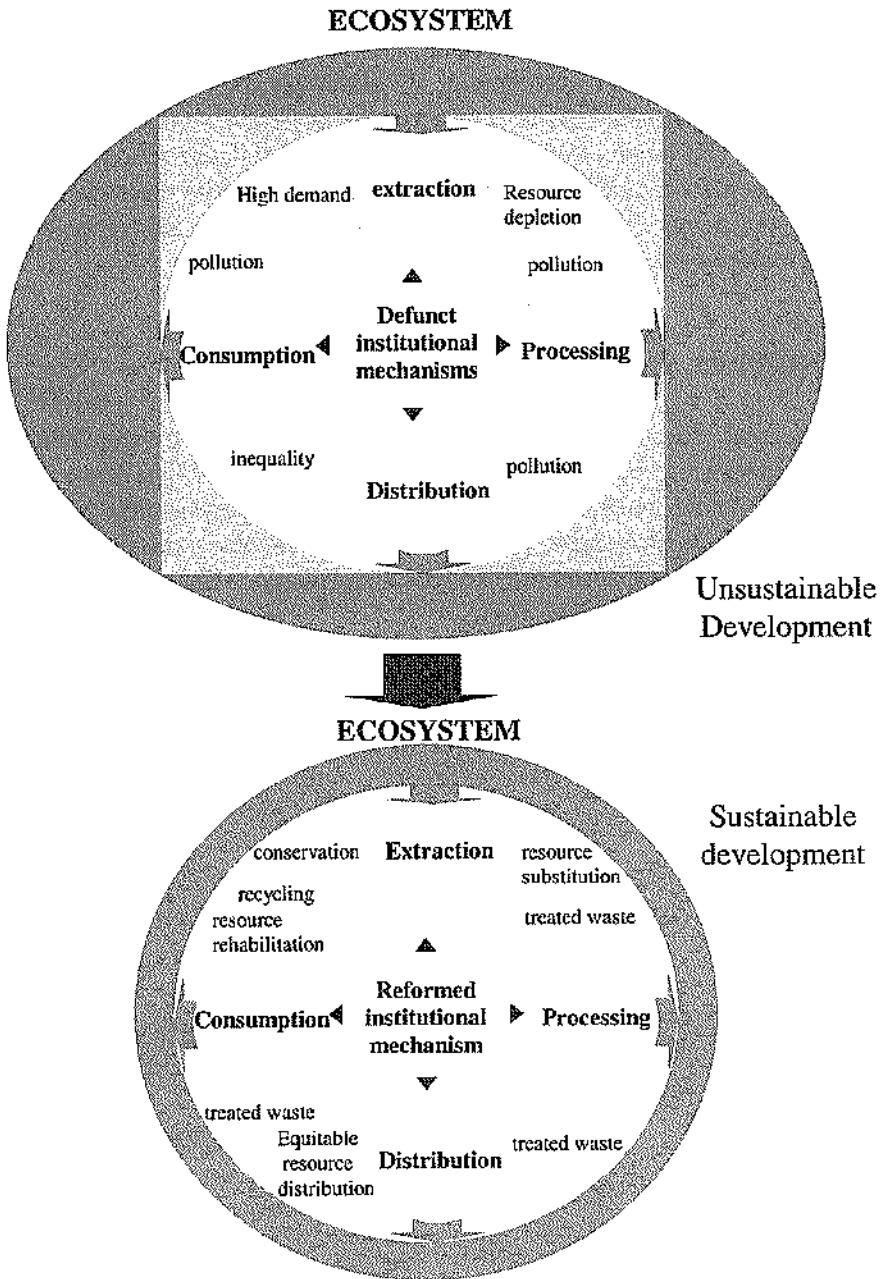 ECOSYSTEM
High demand
extraction
Resource
depletion
pollution
pollution
Consumption
Defunct
institutional
mechanisms
Processing
inequality
Distribution
pollution
Unsustainable
Development
ECOSYSTEM
Sustainable
development
conservation
Extraction
resource
substitution
recycling
resource
rehabilitation
treated waste
Consumption
Reformed
institutional
mechanism
Processing
treated waste
Equitable
resource
distribution
Distribution
treated waste